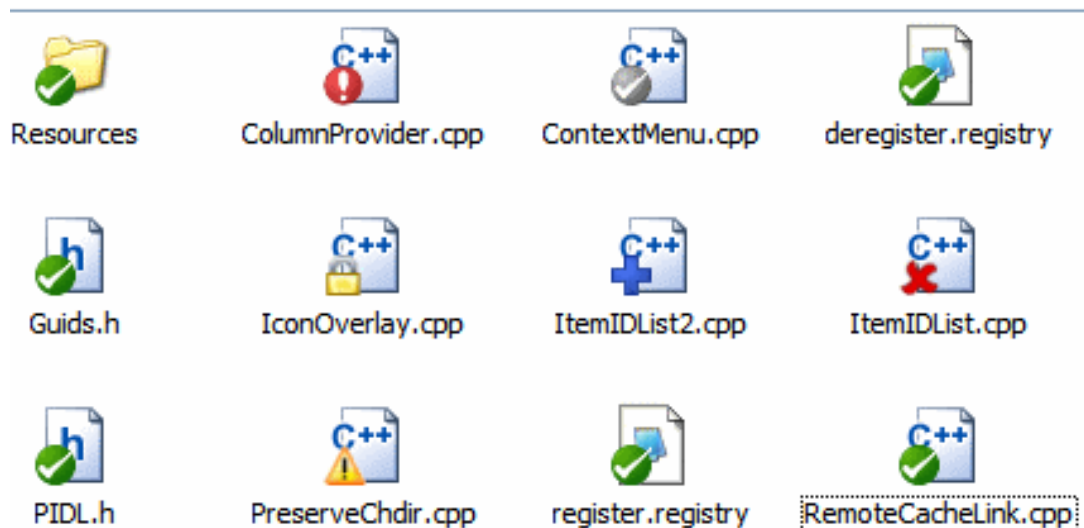 C++
C++
Resources
ColumnProvider.cpp
ContextMenu.cpp
deregister.registry
h
C++
C++
C++
Guids.h
IconOverlay.cpp
ItemIDList2.cpp
ItemIDList.cpp
h
C++
C++
PIDL.h
PreserveChdir.cpp
register.registry
RemoteCacheLink.cpp